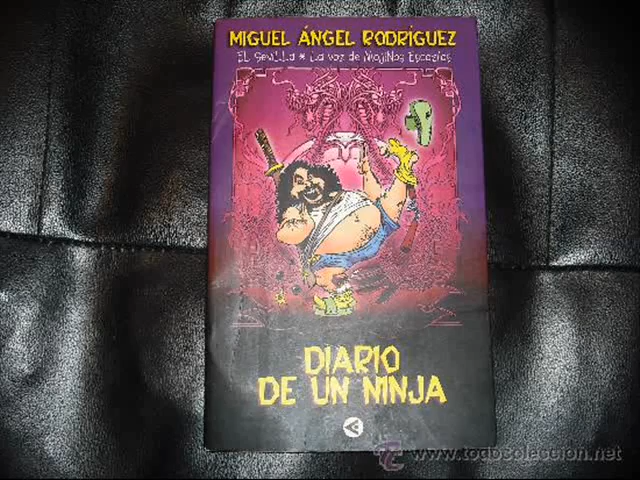 MIGUEL ÁNGEL RODRÍGUEZ
EL SEVILLA * LA VOZ DE MOJINOS ESCOZÍOS
DIARIO
DE UN NINJA
www.todocoleccion.net